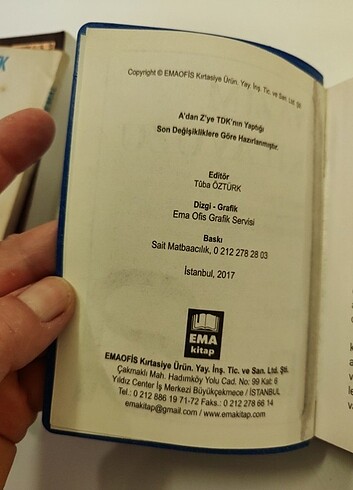 Copyright © EMAOFİS Kırtasiye Ürün. Yay. İnş. Tic. ve San. Ltd. Şti.
A'dan Z'ye TDK'nın Yaptığı
Son Değişikliklere Göre Hazırlanmıştır.
Editör
Tüba ÖZTÜRK
Dizgi - Grafik
Ema Ofis Grafik Servisi
Baskı
Sait Matbaacılık, 0 212 278 28 03
İstanbul, 2017
EMA
kitap
EMAOFİS Kırtasiye Ürün. Yay. İnş. Tic. ve San. Ltd. Şti.
Çakmaklı Mah. Hadımköy Yolu Cad. No: 99 Kat: 6
Yıldız Center İş Merkezi Büyükçekmece / İSTANBUL
Tel.: 0 212 886 19 71-72 Faks.: 0 212 278 66 14
emakitap@gmail.com / www.emakitap.com